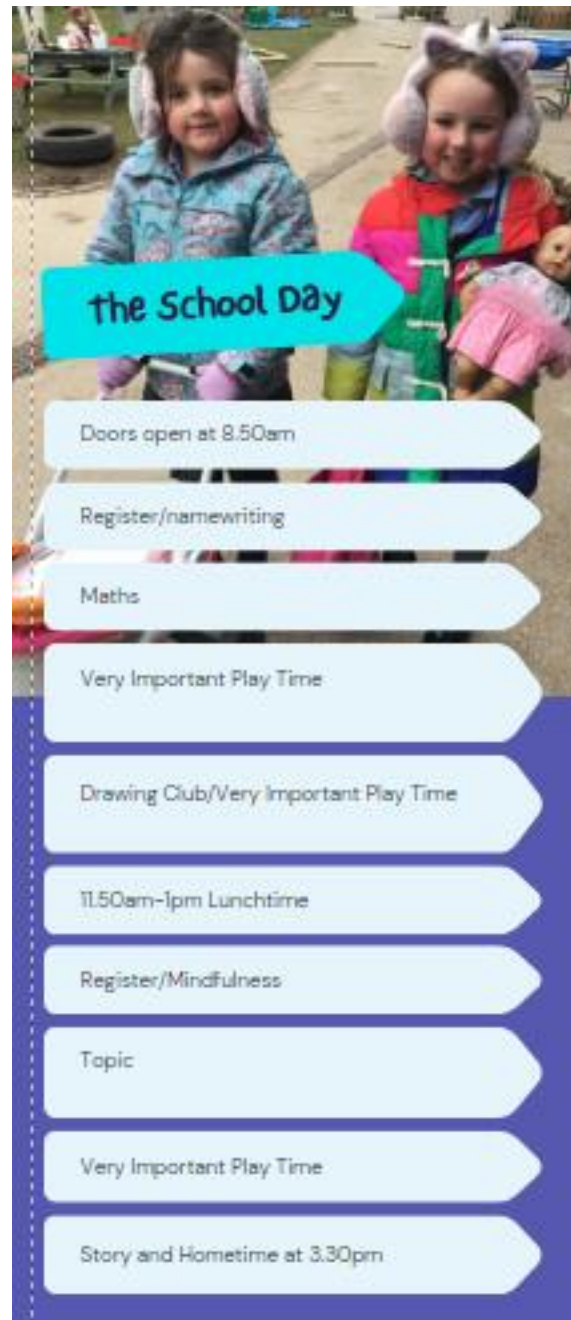 The School Day
Doors open at 8.50am
Register/namewriting
Maths
Very Important Play Time
Drawing Club/Very Important Play Time
11.50am-1pm Lunchtime
Register/Mindfulness
Topic
Very Important Play Time
Story and Hometime at 3.30pm